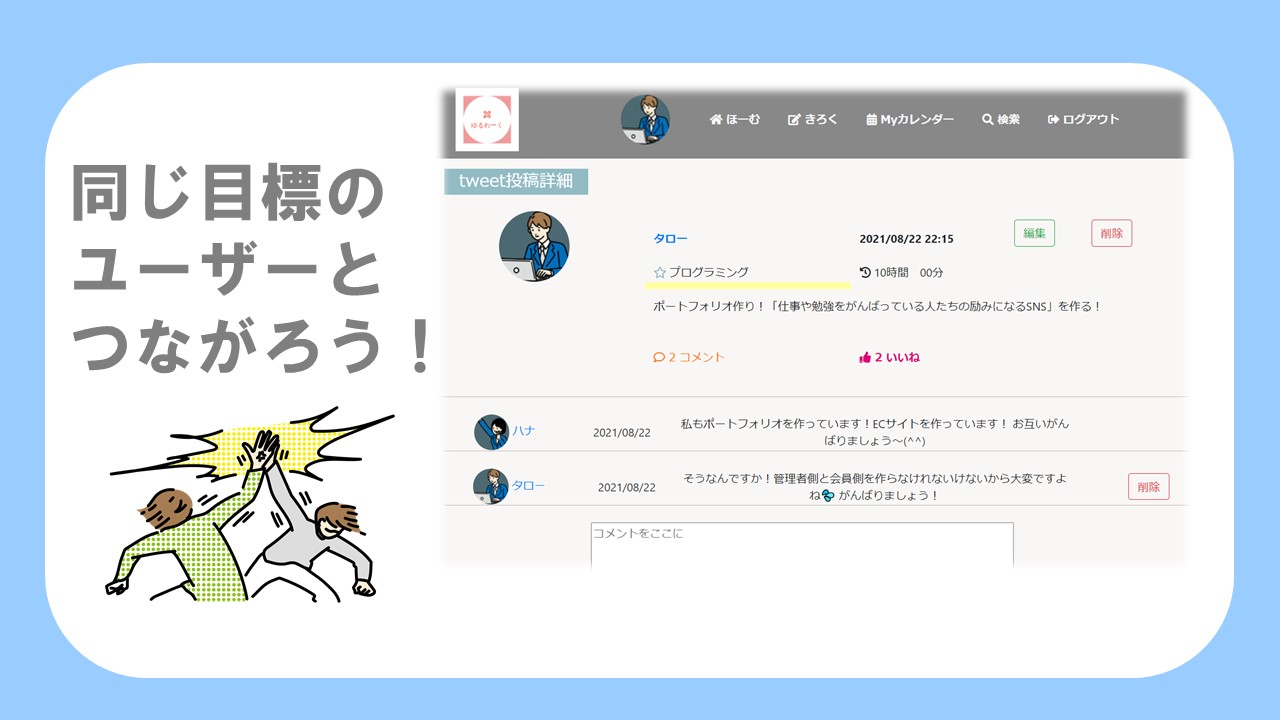 同じ目標の
ユーザーと
つながろう！
ゆるわーく
ほーむ
きろく
Myカレンダー
検索
ログアウト
tweet投稿詳細
タロー
2021/08/22 22:15
編集
削除
プログラミング
10時間　00分
ポートフォリオ作り！「仕事や勉強をがんばっている人たちの励みになるSNS」を作る！
2 コメント
2 いいね
ハナ
2021/08/22
私もポートフォリオを作っています！ECサイトを作っています！ お互いがん
ばりましょう～(^^)
タロー
2021/08/22
そうなんですか！管理者側と会員側を作らなけれないけないから大変ですよ
ね💦 がんばりましょう！
削除
コメントをここに